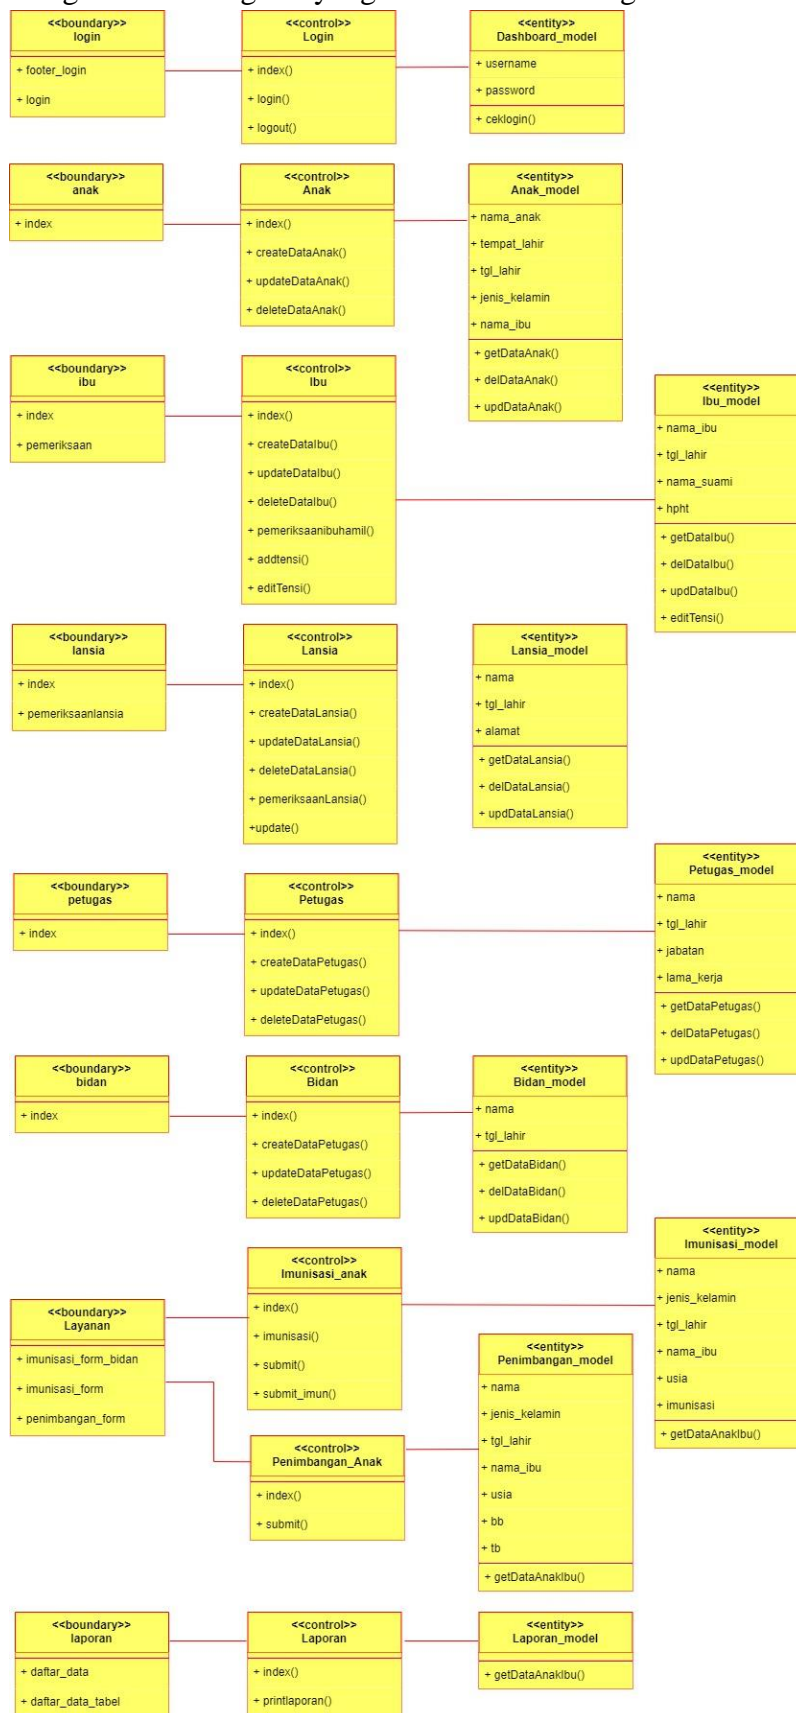 <<boundary>>
login
+ footer_login
+ login
<<control>>
Login
+ index()
+ login()
+ logout()
<<entity>>
Dashboard_model
+ username
+ password
+ ceklogin()
<<boundary>>
anak
+ index
<<control>>
Anak
+ index()
+ createDataAnak()
+ updateDataAnak()
+ deleteDataAnak()
<<entity>>
Anak_model
+ nama_anak
+ tempat_lahir
+ tgl_lahir
+ jenis_kelamin
+ nama_ibu
+ getDataAnak()
+ delDataAnak()
+ updDataAnak()
<<boundary>>
ibu
+ index
+ pemeriksaan
<<control>>
Ibu
+ index()
+ createDataIbu()
+ updateDataIbu()
+ deleteDataIbu()
+ pemeriksaanibuhamil()
+ addtensi()
+ editTensi()
<<entity>>
Ibu_model
+ nama_ibu
+ tgl_lahir
+ nama_suami
+ hpht
+ getDataIbu()
+ delDataIbu()
+ updDataIbu()
+ editTensi()
<<boundary>>
lansia
+ index
+ pemeriksaanlansia
<<control>>
Lansia
+ index()
+ createDataLansia()
+ updateDataLansia()
+ deleteDataLansia()
+ pemeriksaanLansia()
+update()
<<entity>>
Lansia_model
+ nama
+ tgl_lahir
+ alamat
+ getDataLansia()
+ delDataLansia()
+ updDataLansia()
<<boundary>>
petugas
+ index
<<control>>
Petugas
+ index()
+ createDataPetugas()
+ updateDataPetugas()
+ deleteDataPetugas()
<<entity>>
Petugas_model
+ nama
+ tgl_lahir
+ jabatan
+ lama_kerja
+ getDataPetugas()
+ delDataPetugas()
+ updDataPetugas()
<<boundary>>
bidan
+ index
<<control>>
Bidan
+ index()
+ createDataPetugas()
+ updateDataPetugas()
+ deleteDataPetugas()
<<entity>>
Bidan_model
+ nama
+ tgl_lahir
+ getDataBidan()
+ delDataBidan()
+ updDataBidan()
<<boundary>>
Layanan
+ imunisasi_form_bidan
+ imunisasi_form
+ penimbangan_form
<<control>>
Imunisasi_anak
+ index()
+ imunisasi()
+ submit()
+ submit_imun()
<<entity>>
Imunisasi_model
+ nama
+ jenis_kelamin
+ tgl_lahir
+ nama_ibu
+ usia
+ imunisasi
+ getDataAnakIbu()
<<control>>
Penimbangan_Anak
+ index()
+ submit()
<<entity>>
Penimbangan_model
+ nama
+ jenis_kelamin
+ tgl_lahir
+ nama_ibu
+ usia
+ bb
+ tb
+ getDataAnakIbu()
<<boundary>>
laporan
+ daftar_data
+ daftar_data_tabel
<<control>>
Laporan
+ index()
+ printlaporan()
<<entity>>
Laporan_model
+ getDataAnakIbu()